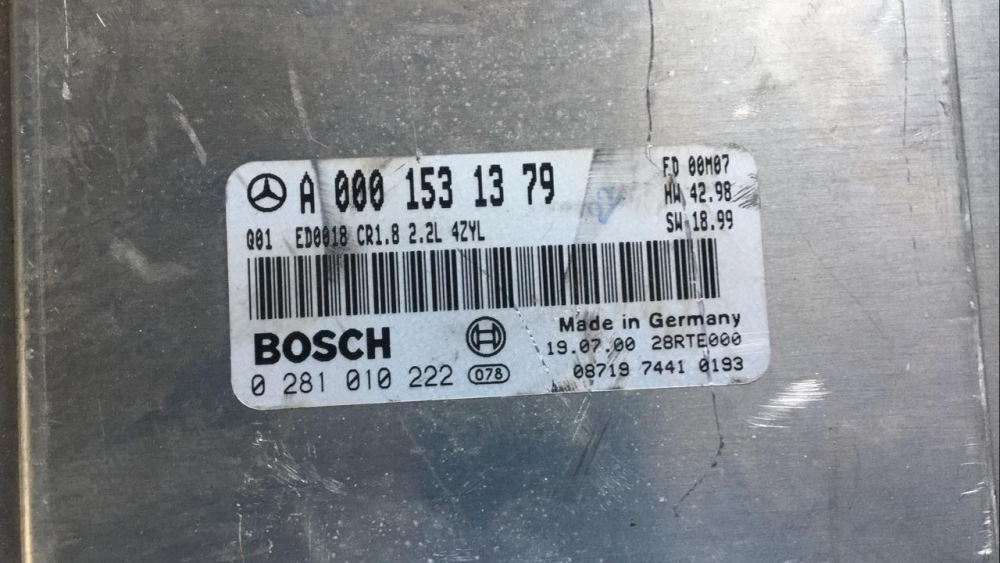 A 000 153 13 79
FD 00M07
HW 42.98
SW 18.99
Q01 ED0018 CR1.8 2.2L 4ZYL
22
BOSCH
Made in Germany
19.07.00 28RTE000
0 281 010 222 078
08719 7441 0193